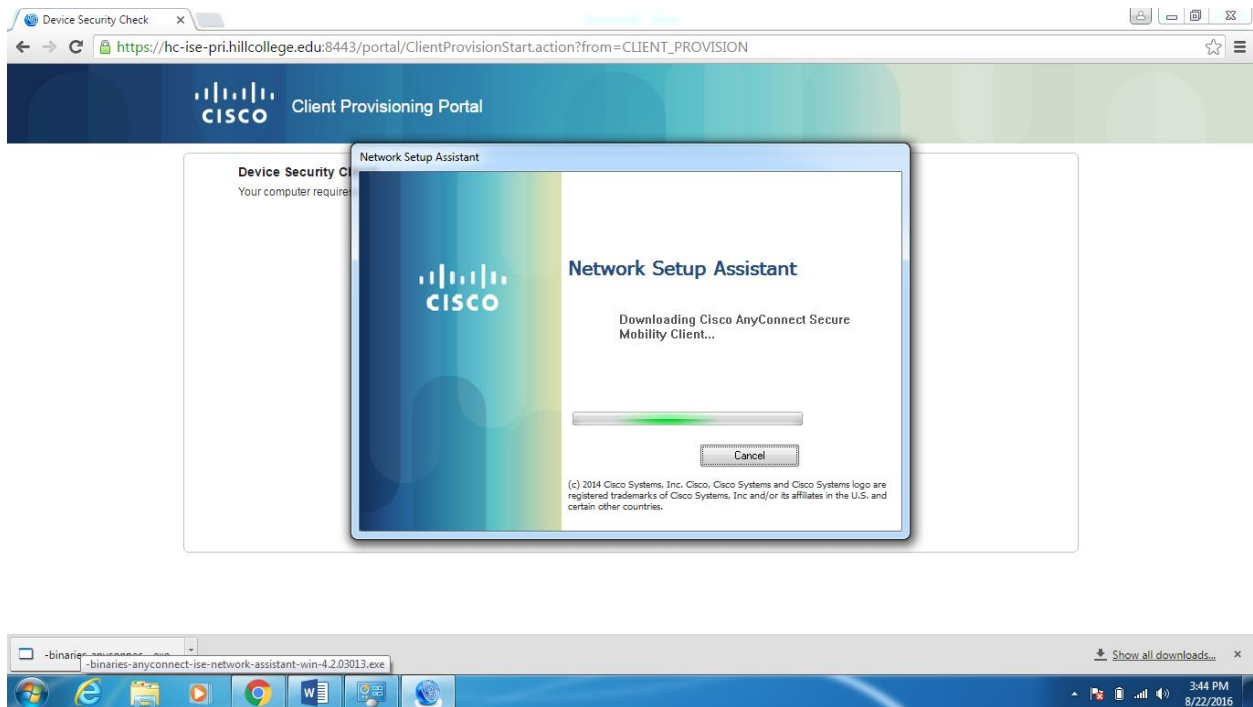 Device Security Check
https://hc-ise-pri.hillcollege.edu:8443/portal/ClientProvisionStart.action?from=CLIENT_PROVISION
CISCO
Client Provisioning Portal
Network Setup Assistant
Device Security C
Your computer require
CISCO
Network Setup Assistant
Downloading Cisco AnyConnect Secure
Mobility Client...
Cancel
(c) 2014 Cisco Systems, Inc. Cisco, Cisco Systems and Cisco Systems logo are
registered trademarks of Cisco Systems, Inc and/or its affiliates in the U.S. and
certain other countries.
-binaries-anyconnect-ise-network-assistant-win-4.2.03013.exe
Show all downloads...
3:44 PM
8/22/2016